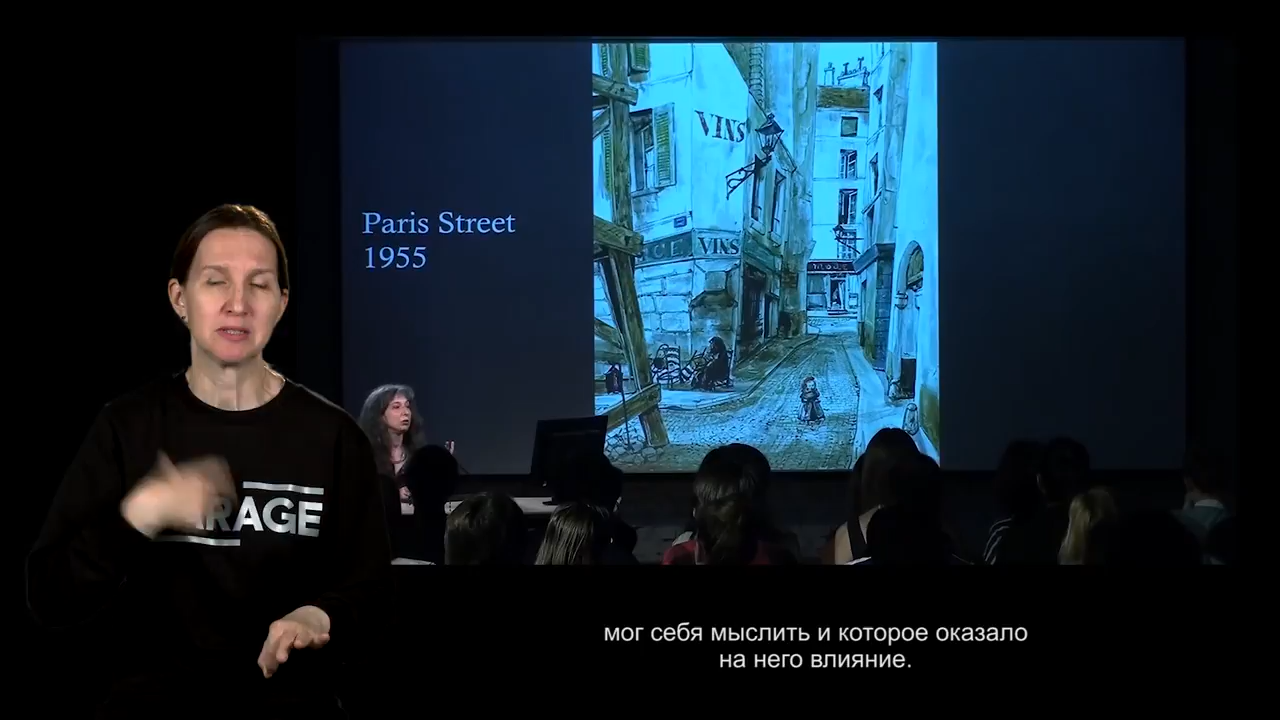 Paris Street
1955
VINS
VINS
RAGE
мог себя мыслить и которое оказало
на него влияние.